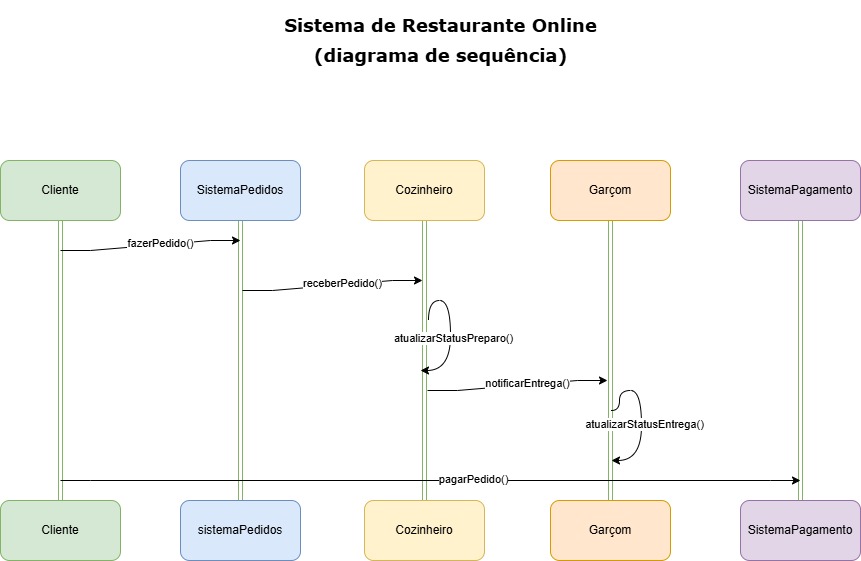 Sistema de Restaurante Online
(diagrama de sequência)
Cliente
SistemaPedidos
Cozinheiro
Garçom
SistemaPagamento
fazerPedido()
receberPedido()
atualizarStatusPreparo()
notificarEntrega()
atualizarStatusEntrega()
pagarPedido()
Cliente
sistemaPedidos
Cozinheiro
Garçom
SistemaPagamento